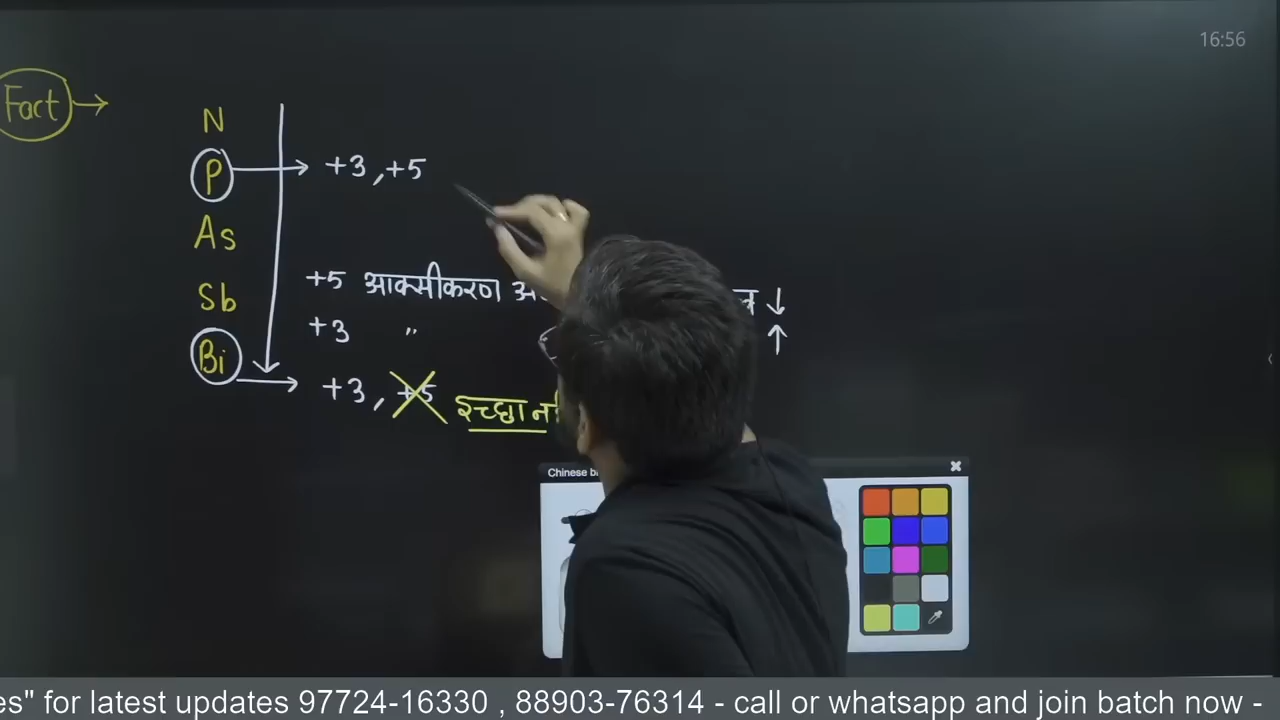 16:56
Fact →
N
P → +3, +5
As
+5 आक्सीकरण ↓
Sb
+3 " ↑
Bi → +3, +5 इच्छा
Chinese
es" for latest updates 97724-16330 , 88903-76314 - call or whatsapp and join batch now -